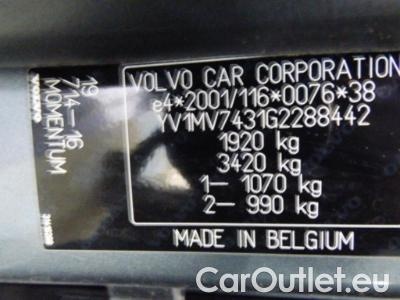 VOLVO CAR CORPORATION
e4*2001/116*0076*38
YV1MV7431G2288442
1920 kg
3420 kg
1– 1070 kg
2– 990 kg
MADE IN BELGIUM
19
714–16
MOMENTUM
VOLVO
CarOutlet.eu